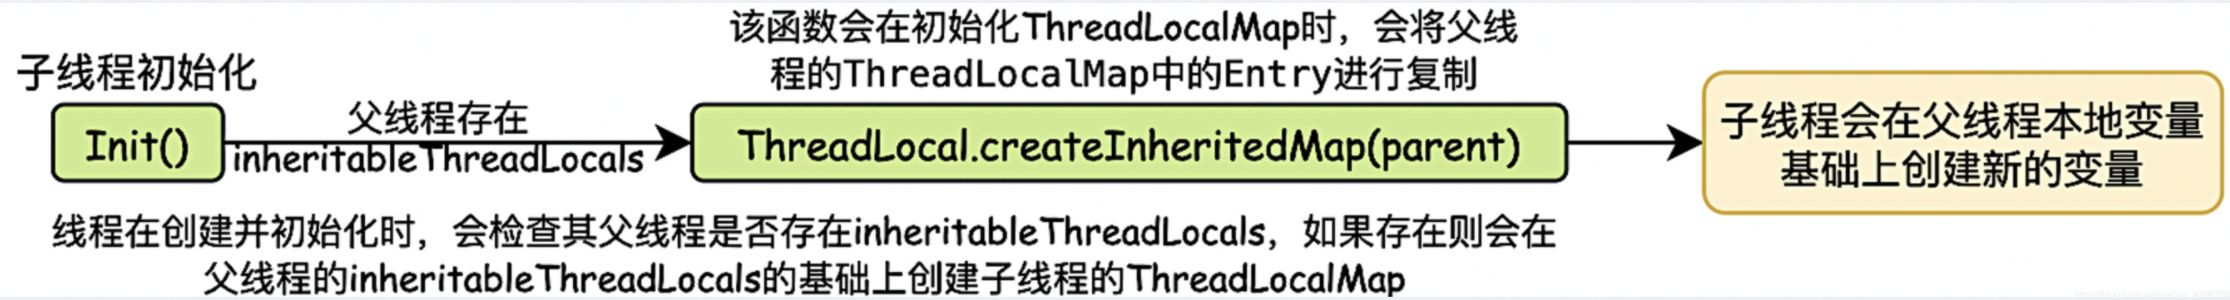 该函数会在初始化ThreadLocalMap时，会将父线
程的ThreadLocalMap中的Entry进行复制
子线程初始化
Init()
父线程存在
inheritableThreadLocals
ThreadLocal.createInheritedMap(parent)
子线程会在父线程本地变量
基础上创建新的变量
线程在创建并初始化时，会检查其父线程是否存在inheritableThreadLocals，如果存在则会在
父线程的inheritableThreadLocals的基础上创建子线程的ThreadLocalMap